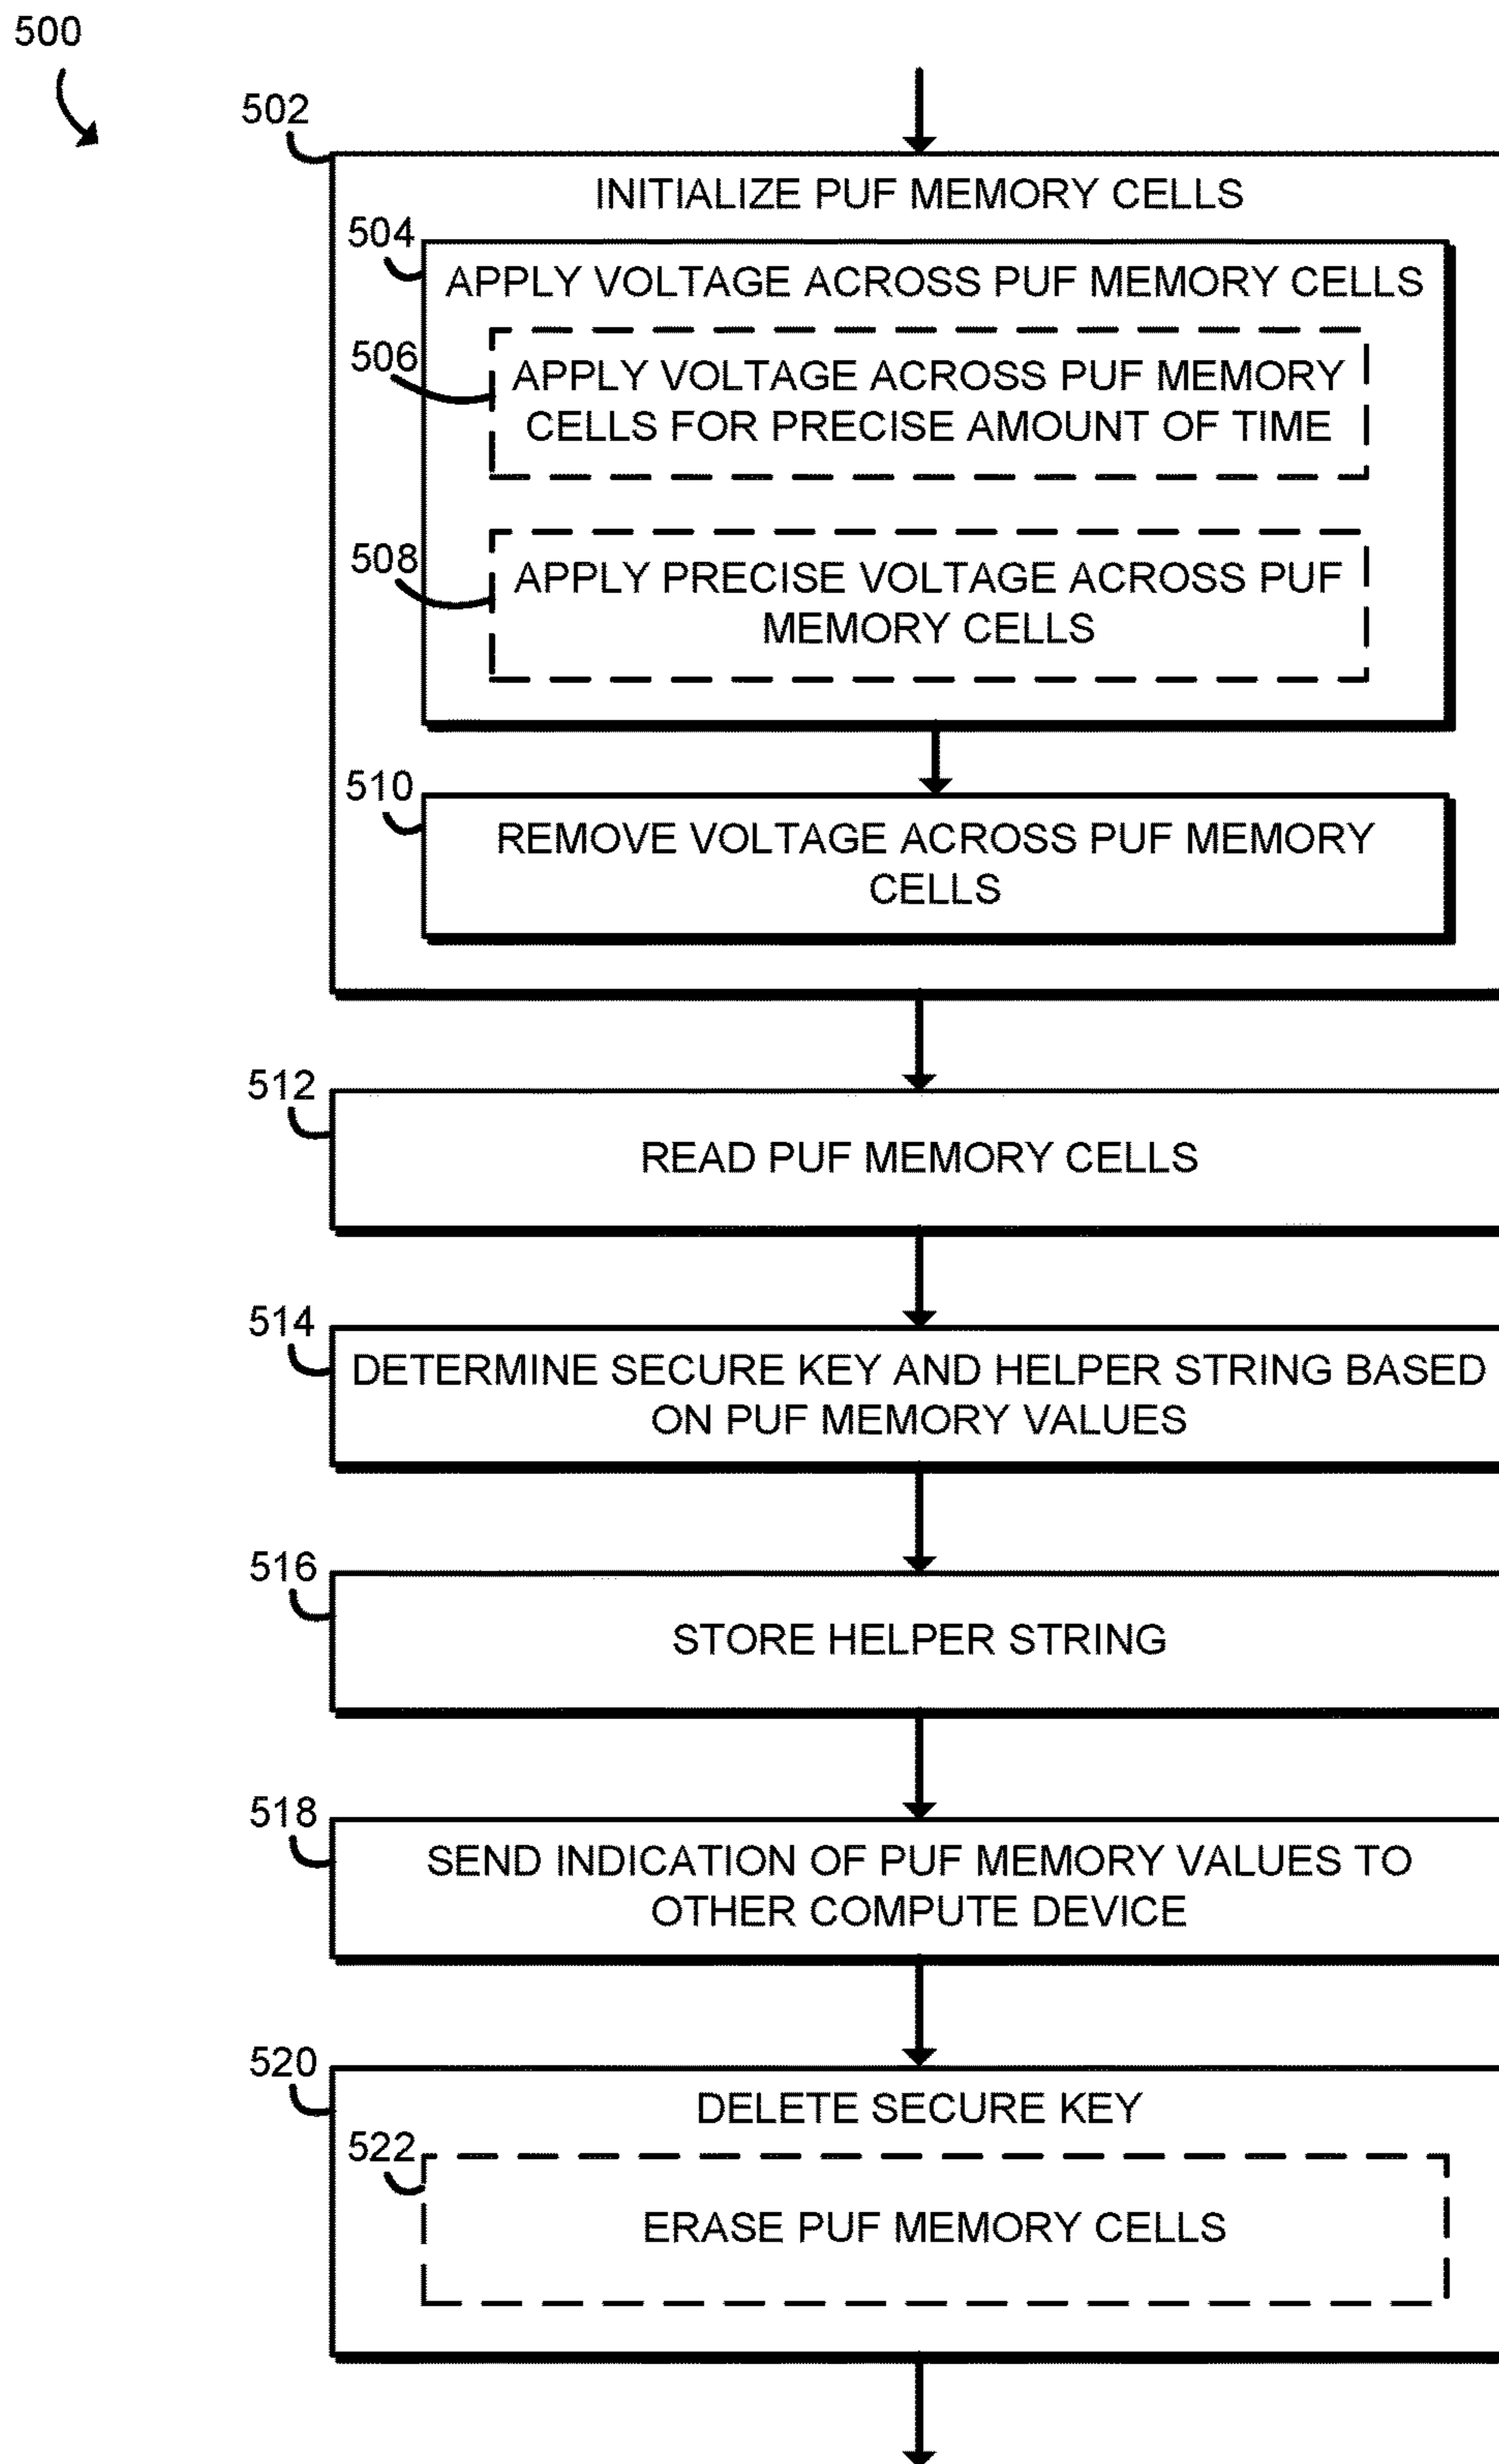 500
502
INITIALIZE PUF MEMORY CELLS
504
APPLY VOLTAGE ACROSS PUF MEMORY CELLS
506
APPLY VOLTAGE ACROSS PUF MEMORY
CELLS FOR PRECISE AMOUNT OF TIME
508
APPLY PRECISE VOLTAGE ACROSS PUF
MEMORY CELLS
510
REMOVE VOLTAGE ACROSS PUF MEMORY
CELLS
512
READ PUF MEMORY CELLS
514
DETERMINE SECURE KEY AND HELPER STRING BASED
ON PUF MEMORY VALUES
516
STORE HELPER STRING
518
SEND INDICATION OF PUF MEMORY VALUES TO
OTHER COMPUTE DEVICE
520
DELETE SECURE KEY
522
ERASE PUF MEMORY CELLS